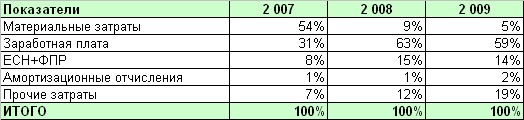 Показатели 2 007 2 008 2 009
Материальные затраты 54% 9% 5%
Заработная плата 31% 63% 59%
ЕСН+ФПР 8% 15% 14%
Амортизационные отчисления 1% 1% 2%
Прочие затраты 7% 12% 19%
ИТОГО 100% 100% 100%